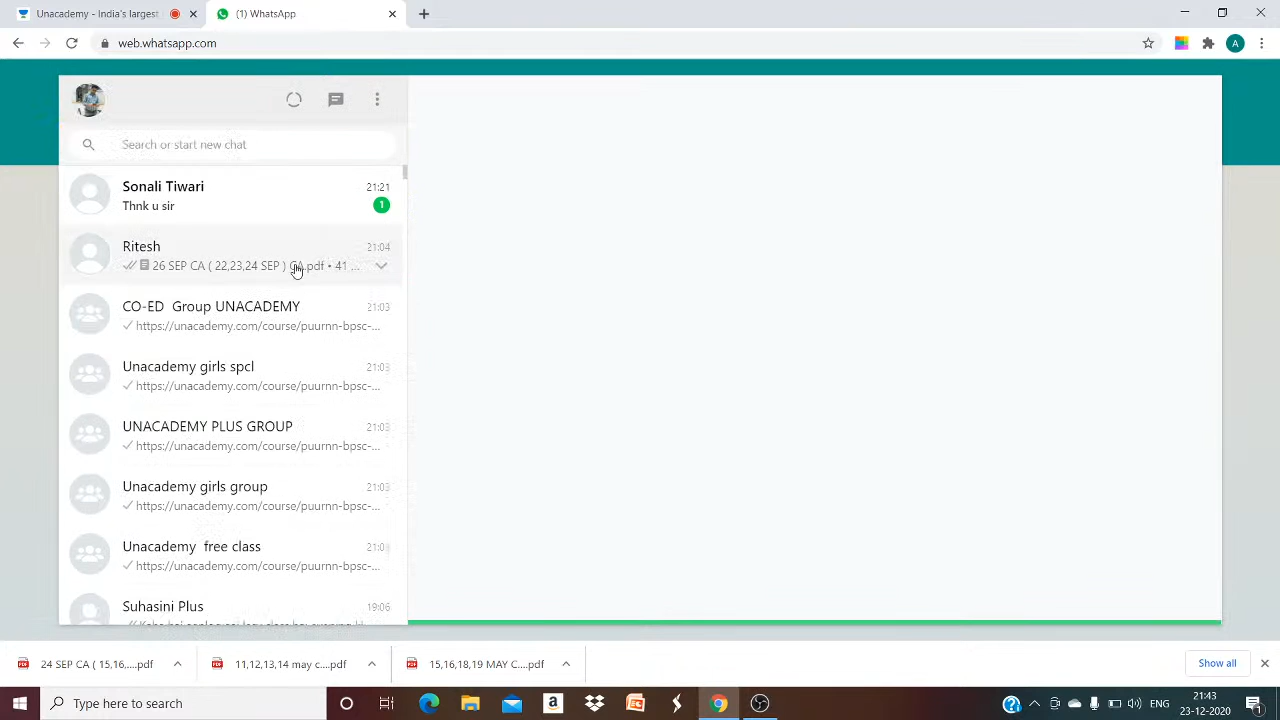 Unacademy - India's largest
(1) WhatsApp
web.whatsapp.com
A
Search or start new chat
Sonali Tiwari 21:21
Thnk u sir 1
Ritesh 21:04
26 SEP CA ( 22,23,24 SEP ) CA.pdf • 41 ...
CO-ED Group UNACADEMY 21:03
https://unacademy.com/course/puurnn-bpsc-...
Unacademy girls spcl 21:03
https://unacademy.com/course/puurnn-bpsc-...
UNACADEMY PLUS GROUP 21:03
https://unacademy.com/course/puurnn-bpsc-...
Unacademy girls group 21:03
https://unacademy.com/course/puurnn-bpsc-...
Unacademy free class
https://unacademy.com/course/puurnn-bpsc-...
Suhasini Plus 19:06
24 SEP CA ( 15,16.....pdf
11,12,13,14 may c....pdf
15,16,18,19 MAY C....pdf
Show all
Type here to search
a
ENG
21:43
23-12-2020